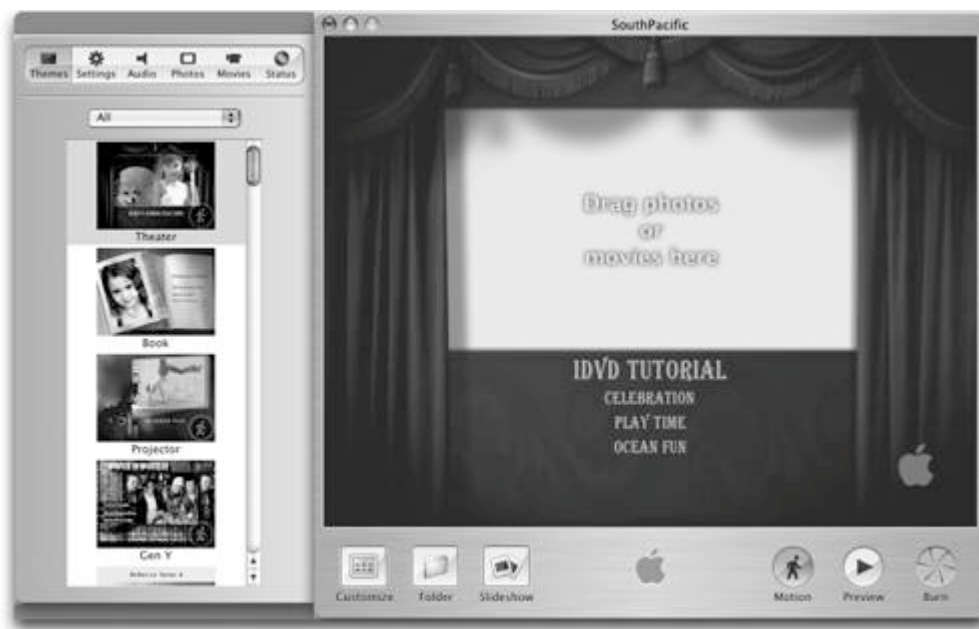 SouthPacific
Themes Settings Audio Photos Movies Status
All
Theater
Book
Projector
Gen Y
Drag photos
or
movies here
IDVD TUTORIAL
CELEBRATION
PLAY TIME
OCEAN FUN
Customize Folder Slideshow Motion Preview Burn